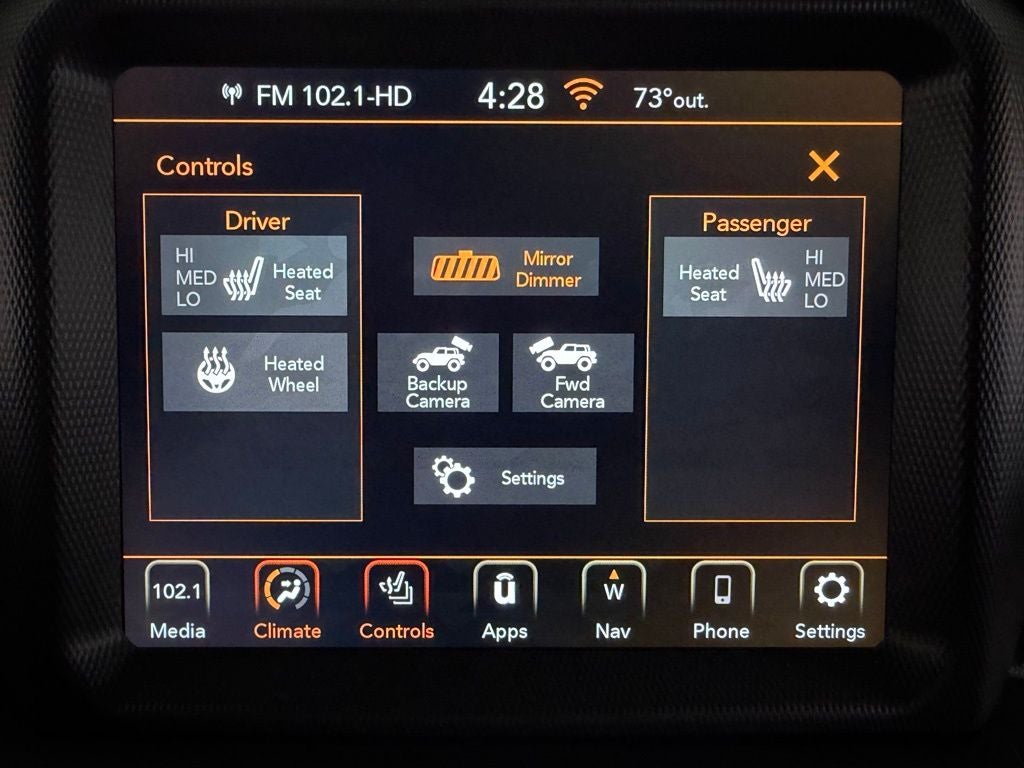 FM 102.1-HD 4:28 73°out.
Controls
Driver
HI
MED
LO
Heated
Seat
Heated
Wheel
Mirror
Dimmer
Backup
Camera
Fwd
Camera
Settings
Passenger
Heated
Seat
HI
MED
LO
102.1
Media
Climate
Controls
u
Apps
W
Nav
Phone
Settings